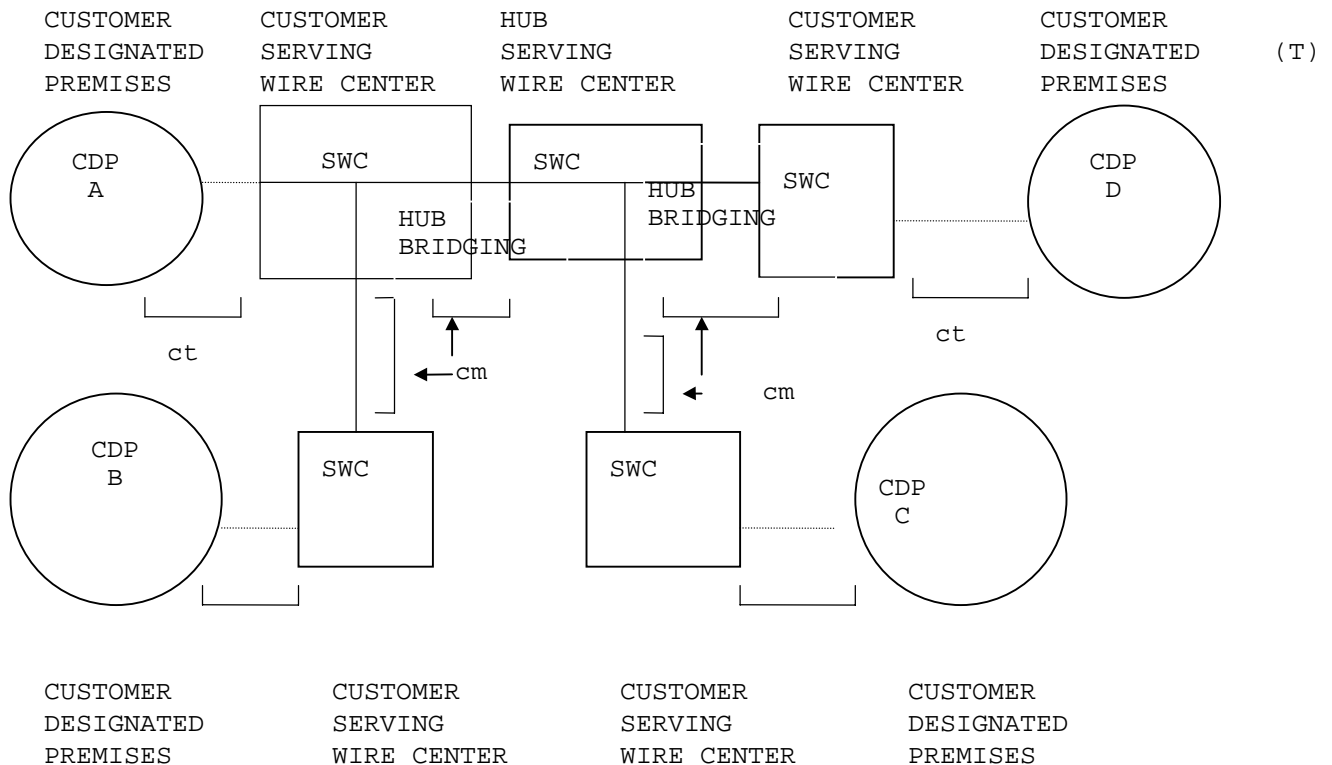 CUSTOMER CUSTOMER HUB CUSTOMER CUSTOMER
DESIGNATED SERVING SERVING SERVING DESIGNATED (T)
PREMISES WIRE CENTER WIRE CENTER WIRE CENTER PREMISES
CDP SWC SWC CDP
A SWC D
HUB
HUB BRIDGING
BRIDGING
ct ct
cm cm
CDP SWC SWC CDP
B C
CUSTOMER CUSTOMER CUSTOMER CUSTOMER
DESIGNATED SERVING SERVING DESIGNATED
PREMISES WIRE CENTER WIRE CENTER PREMISES